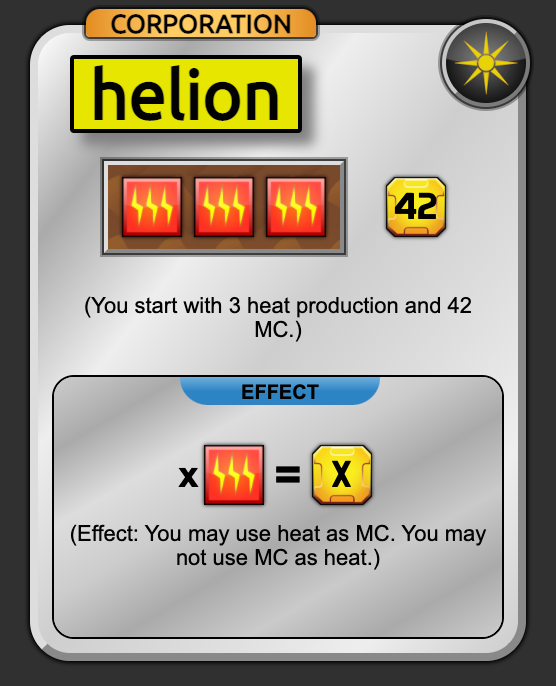 CORPORATION
helion
42
(You start with 3 heat production and 42
MC.)
EFFECT
x = X
(Effect: You may use heat as MC. You may
not use MC as heat.)